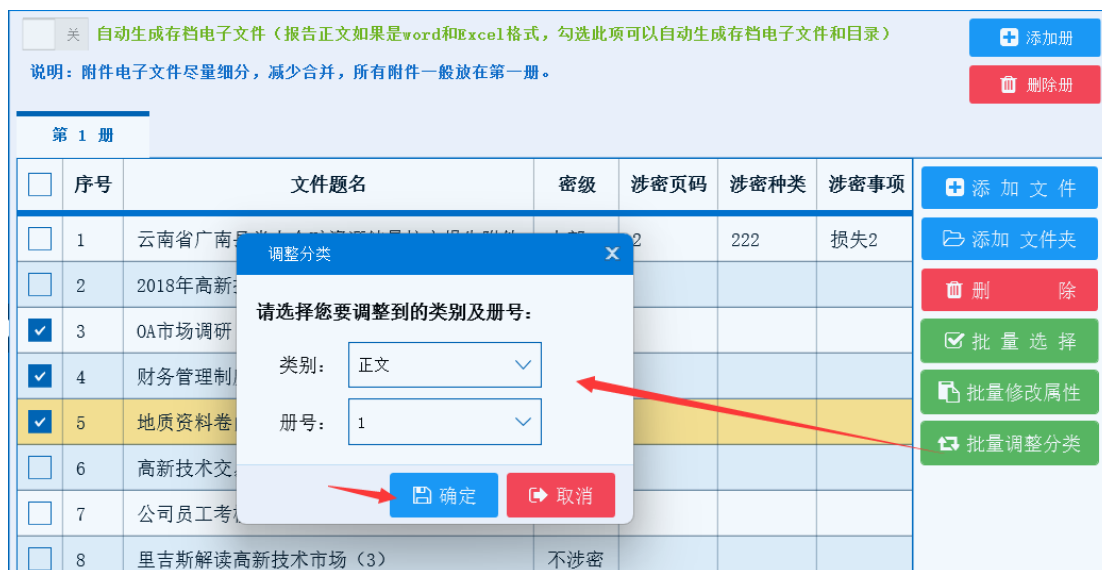 关 自动生成存档电子文件（报告正文如果是word和Excel格式，勾选此项可以自动生成存档电子文件和目录）
添加册
说明：附件电子文件尽量细分，减少合并，所有附件一般放在第一册。
删除册
第 1 册
序号 文件题名 密级 涉密页码 涉密种类 涉密事项
添 加 文 件
1 云南省广南 2 222 损失2
添加 文件夹
调整分类 X
2 2018年高新
删 除
请选择您要调整到的类别及册号：
3 OA市场调研
批 量 选 择
类别： 正文
4 财务管理制
批量修改属性
5 地质资料卷
册号： 1
批量调整分类
6 高新技术交
确定 取消
7 公司员工考
8 里吉斯解读高新技术市场（3） 不涉密